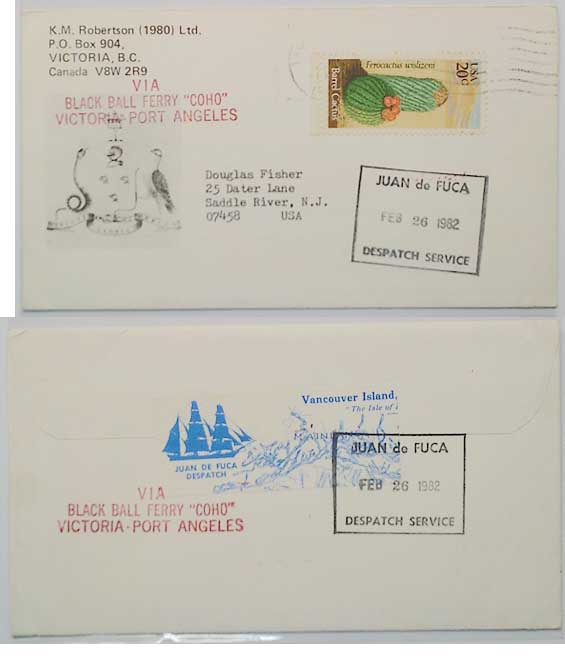 K.M. Robertson (1980) Ltd.
P.O. Box 904,
VICTORIA, B.C.
Canada V8W 2R9
VIA
BLACK BALL FERRY "COHO"
VICTORIA-PORT ANGELES
Ferocactus wislizeni
Barrel Cactus
USA
20c
Douglas Fisher
25 Dater Lane
Saddle River, N.J.
07458 USA
JUAN de FUCA
FEB 26 1982
DESPATCH SERVICE
Vancouver Island,
"The Isle of
JUAN DE FUCA
DESPATCH
VIA
BLACK BALL FERRY "COHO"
VICTORIA-PORT ANGELES
JUAN de FUCA
FEB 26 1982
DESPATCH SERVICE